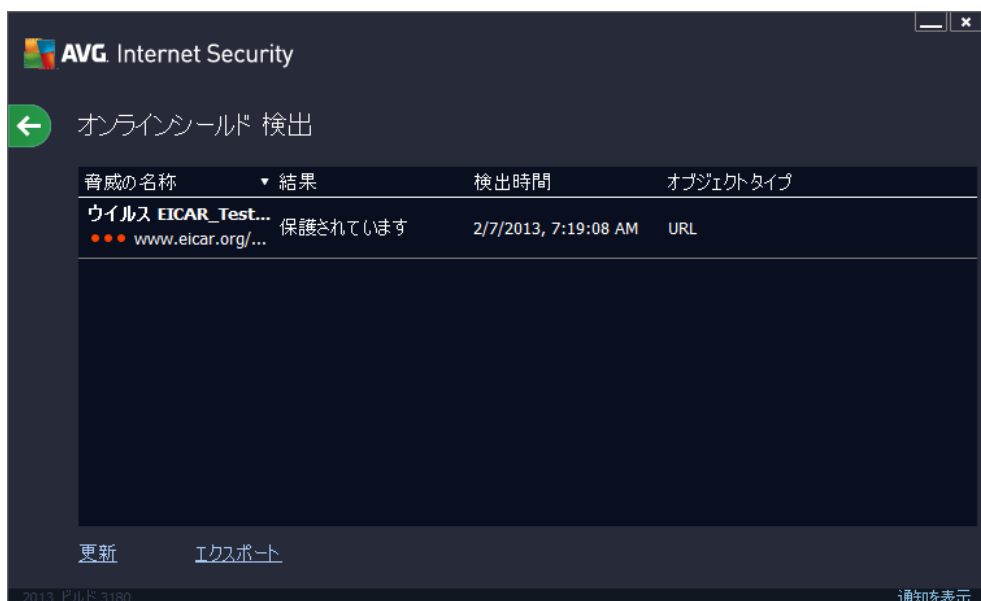 AVG. Internet Security
オンラインシールド 検出
脅威の名称 ▼ 結果 検出時間 オブジェクトタイプ
ウイルス EICAR_Test... 保護されています 2/7/2013, 7:19:08 AM URL
www.eicar.org/...
更新 エクスポート
2013 ビルド 3180 通知を表示